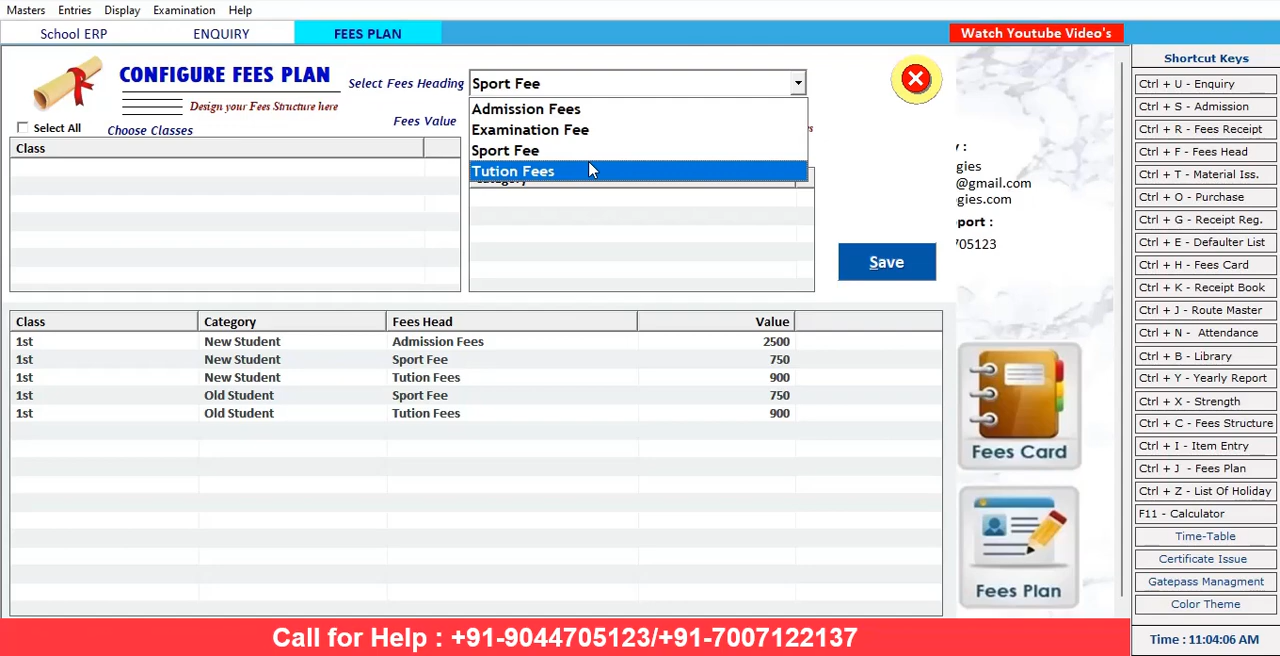 Masters Entries Display Examination Help
School ERP ENQUIRY FEES PLAN Watch Youtube Video's
CONFIGURE FEES PLAN
Design your Fees Structure here
Select Fees Heading Sport Fee
Fees Value
Admission Fees
Examination Fee
Sport Fee
Tution Fees
Select All Choose Classes
Class
Save
gies
@gmail.com
gies.com
port :
705123
Class Category Fees Head Value
1st New Student Admission Fees 2500
1st New Student Sport Fee 750
1st New Student Tution Fees 900
1st Old Student Sport Fee 750
1st Old Student Tution Fees 900
Fees Card
Fees Plan
Shortcut Keys
Ctrl + U - Enquiry
Ctrl + S - Admission
Ctrl + R - Fees Receipt
Ctrl + F - Fees Head
Ctrl + T - Material Iss.
Ctrl + O - Purchase
Ctrl + G - Receipt Reg.
Ctrl + E - Defaulter List
Ctrl + H - Fees Card
Ctrl + K - Receipt Book
Ctrl + J - Route Master
Ctrl + N - Attendance
Ctrl + B - Library
Ctrl + Y - Yearly Report
Ctrl + X - Strength
Ctrl + C - Fees Structure
Ctrl + I - Item Entry
Ctrl + J - Fees Plan
Ctrl + Z - List Of Holiday
F11 - Calculator
Time-Table
Certificate Issue
Gatepass Managment
Color Theme
Time : 11:04:06 AM
Call for Help : +91-9044705123/+91-7007122137